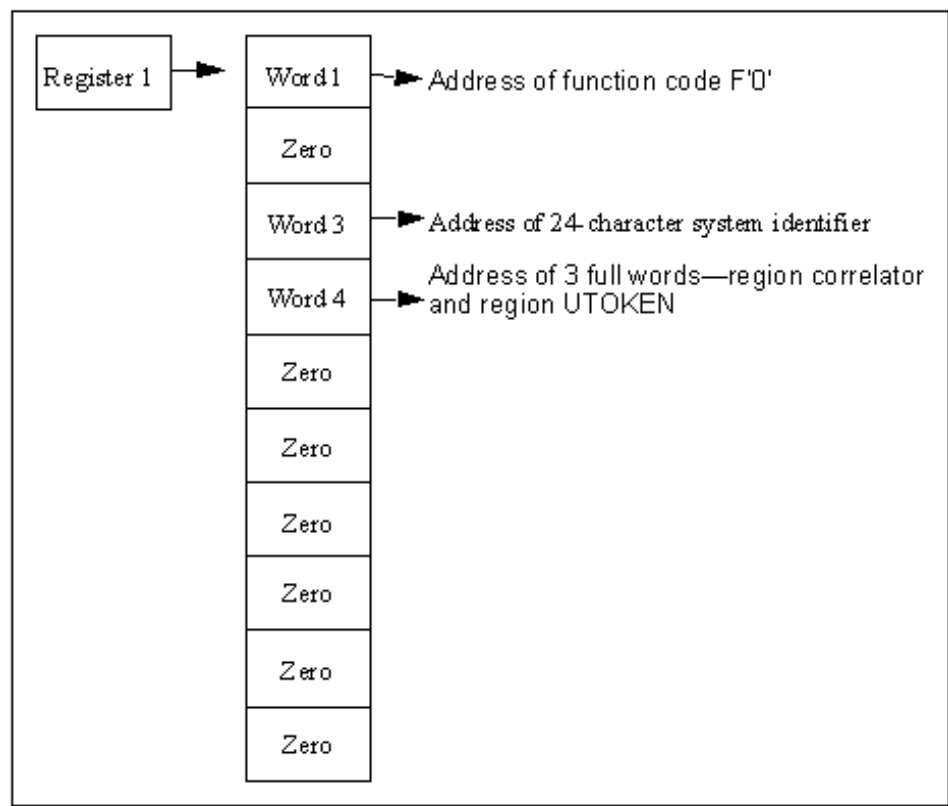 Register 1
Word 1
Address of function code F'0'
Zero
Word 3
Address of 24-character system identifier
Word 4
Address of 3 full words—region correlator
and region UTOKEN
Zero
Zero
Zero
Zero
Zero
Zero